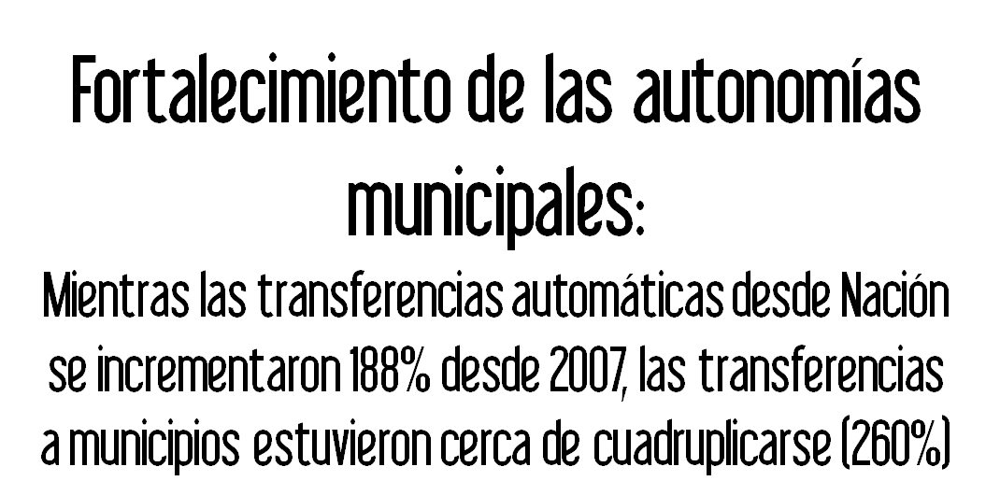 Fortalecimiento de las autonomías
municipales:
Mientras las transferencias automáticas desde Nación
se incrementaron 188% desde 2007, las transferencias
a municipios estuvieron cerca de cuadruplicarse (260%)